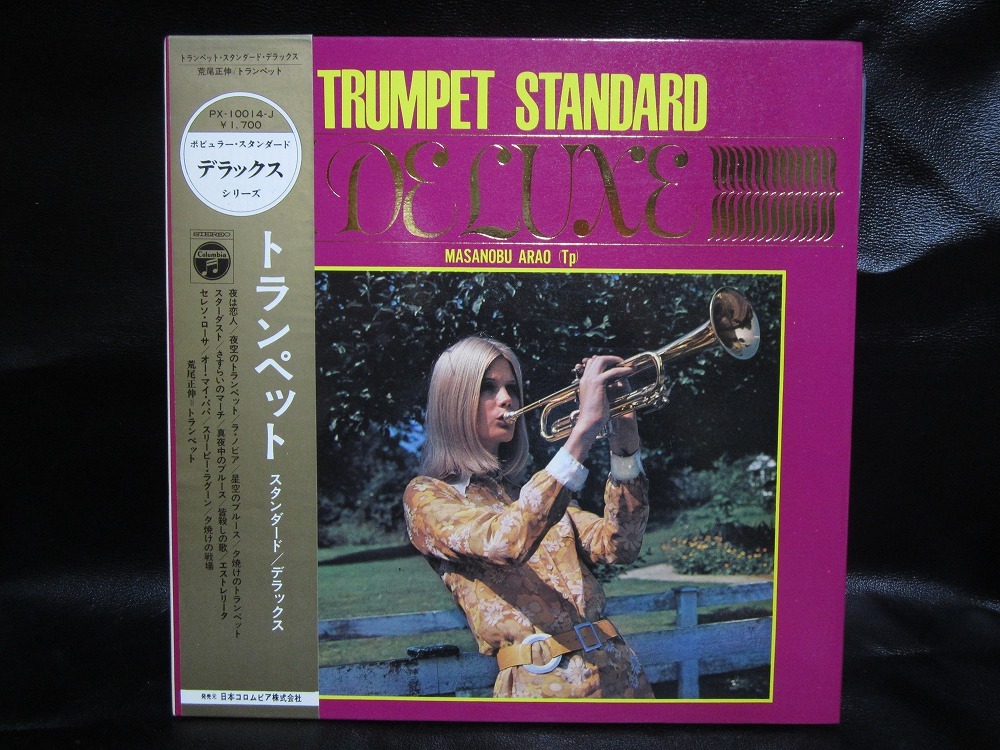 トランペット・スタンダード・デラックス
荒尾正伸/トランペット
PX-10014-J
¥1,700
ポピュラー・スタンダード
デラックス
シリーズ
STEREO
Columbia
トランペット スタンダード/デラックス
夜は恋人/夜空のトランペット/ラ・ノビア/星空のブルース/夕焼けのトランペット
スターダスト/さすらいのマーチ/真夜中のブルース/皆殺しの歌/エストレリータ
セレソ・ローサ/オー・マイ・パパ/スリーピー・ラグーン/夕焼けの戦場
荒尾正伸=トランペット
発売元 日本コロムビア株式会社
TRUMPET STANDARD
DELUXE
MASANOBU ARAO (Tp)